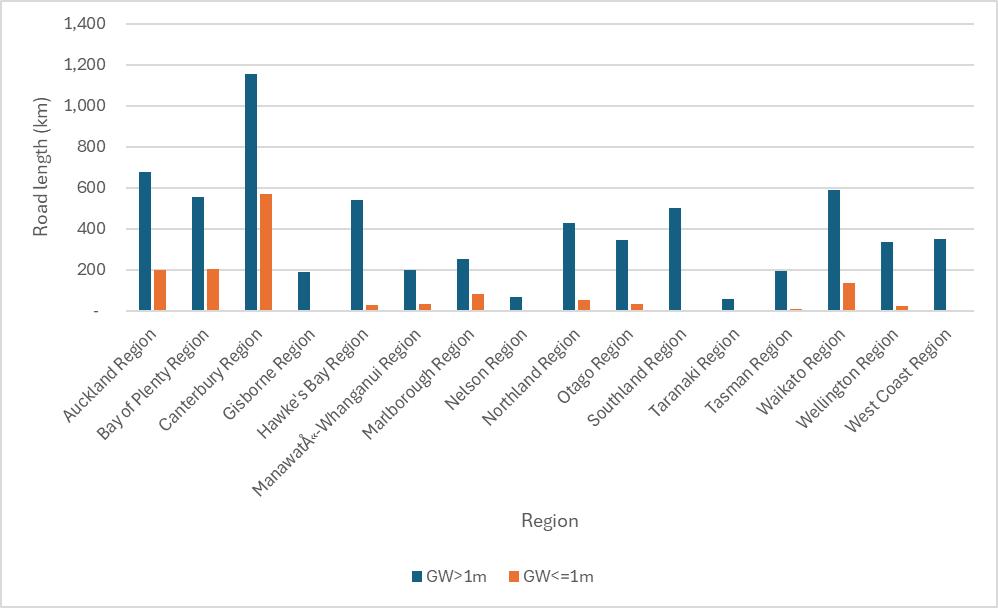 1,400
1,200
1,000
800
600
400
200
-
Road length (km)
Auckland Region
Bay of Plenty Region
Canterbury Region
Gisborne Region
Hawke's Bay Region
ManawatÅ«-Whanganui Region
Marlborough Region
Nelson Region
Northland Region
Otago Region
Southland Region
Taranaki Region
Tasman Region
Waikato Region
Wellington Region
West Coast Region
Region
GW>1m GW<=1m